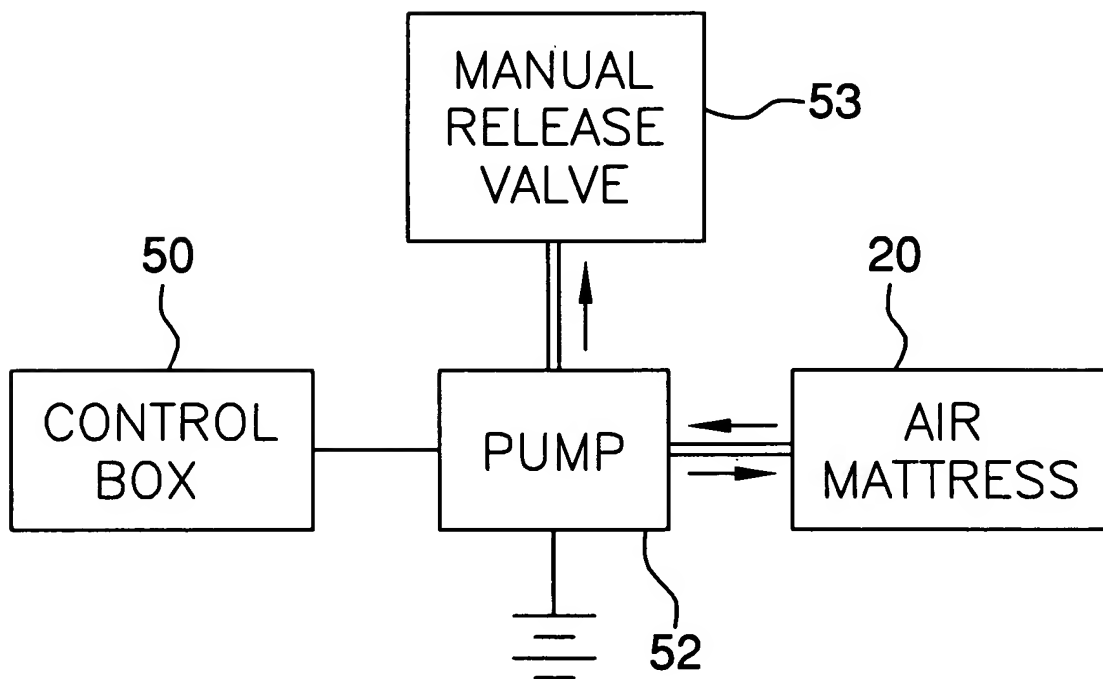 MANUAL
RELEASE
VALVE
53
50
20
CONTROL
BOX
PUMP
AIR
MATTRESS
52